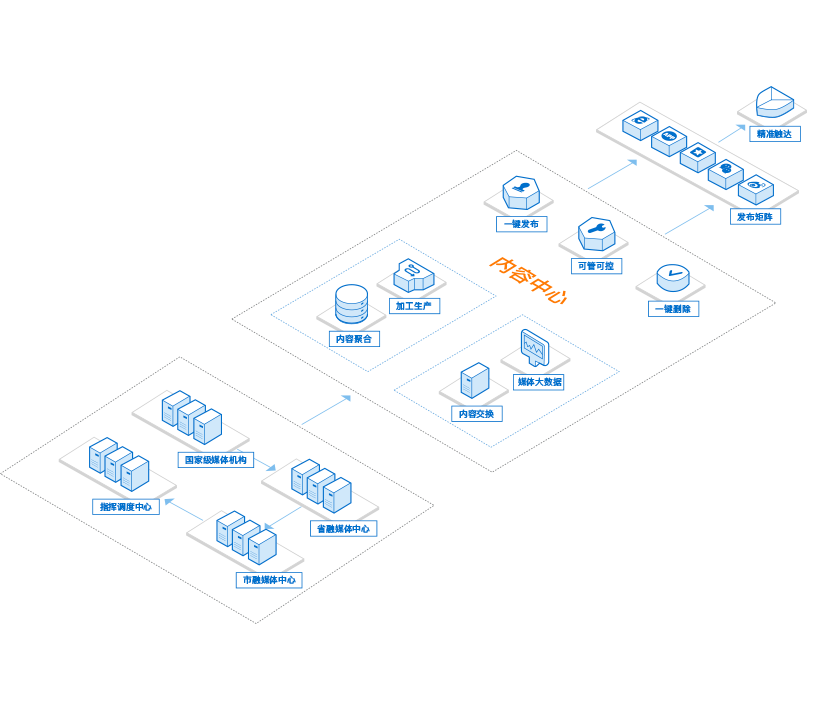 精准触达
发布矩阵
一键发布
可管可控
内容中心
加工生产
一键删除
内容聚合
媒体大数据
内容交换
国家级媒体机构
指挥调度中心
省融媒体中心
市融媒体中心